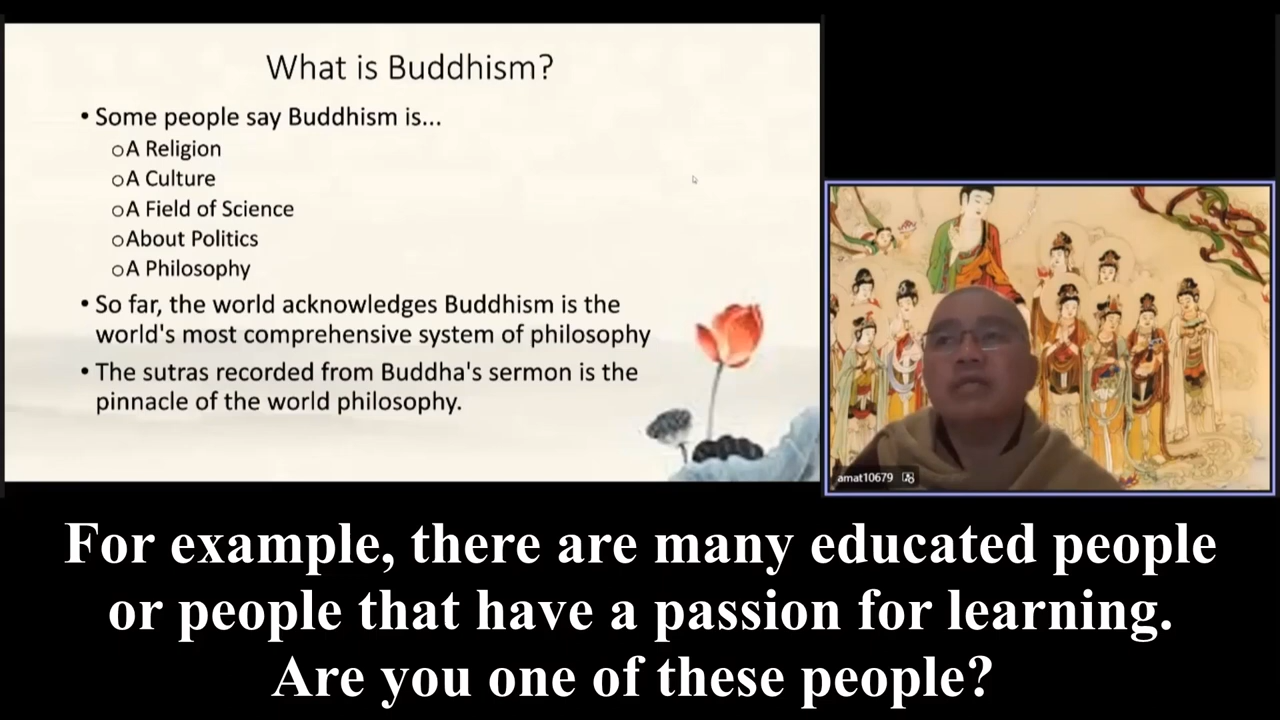 What is Buddhism?
• Some people say Buddhism is...
oA Religion
oA Culture
oA Field of Science
oAbout Politics
oA Philosophy
• So far, the world acknowledges Buddhism is the
world's most comprehensive system of philosophy
• The sutras recorded from Buddha's sermon is the
pinnacle of the world philosophy.
amat10679
For example, there are many educated people
or people that have a passion for learning.
Are you one of these people?